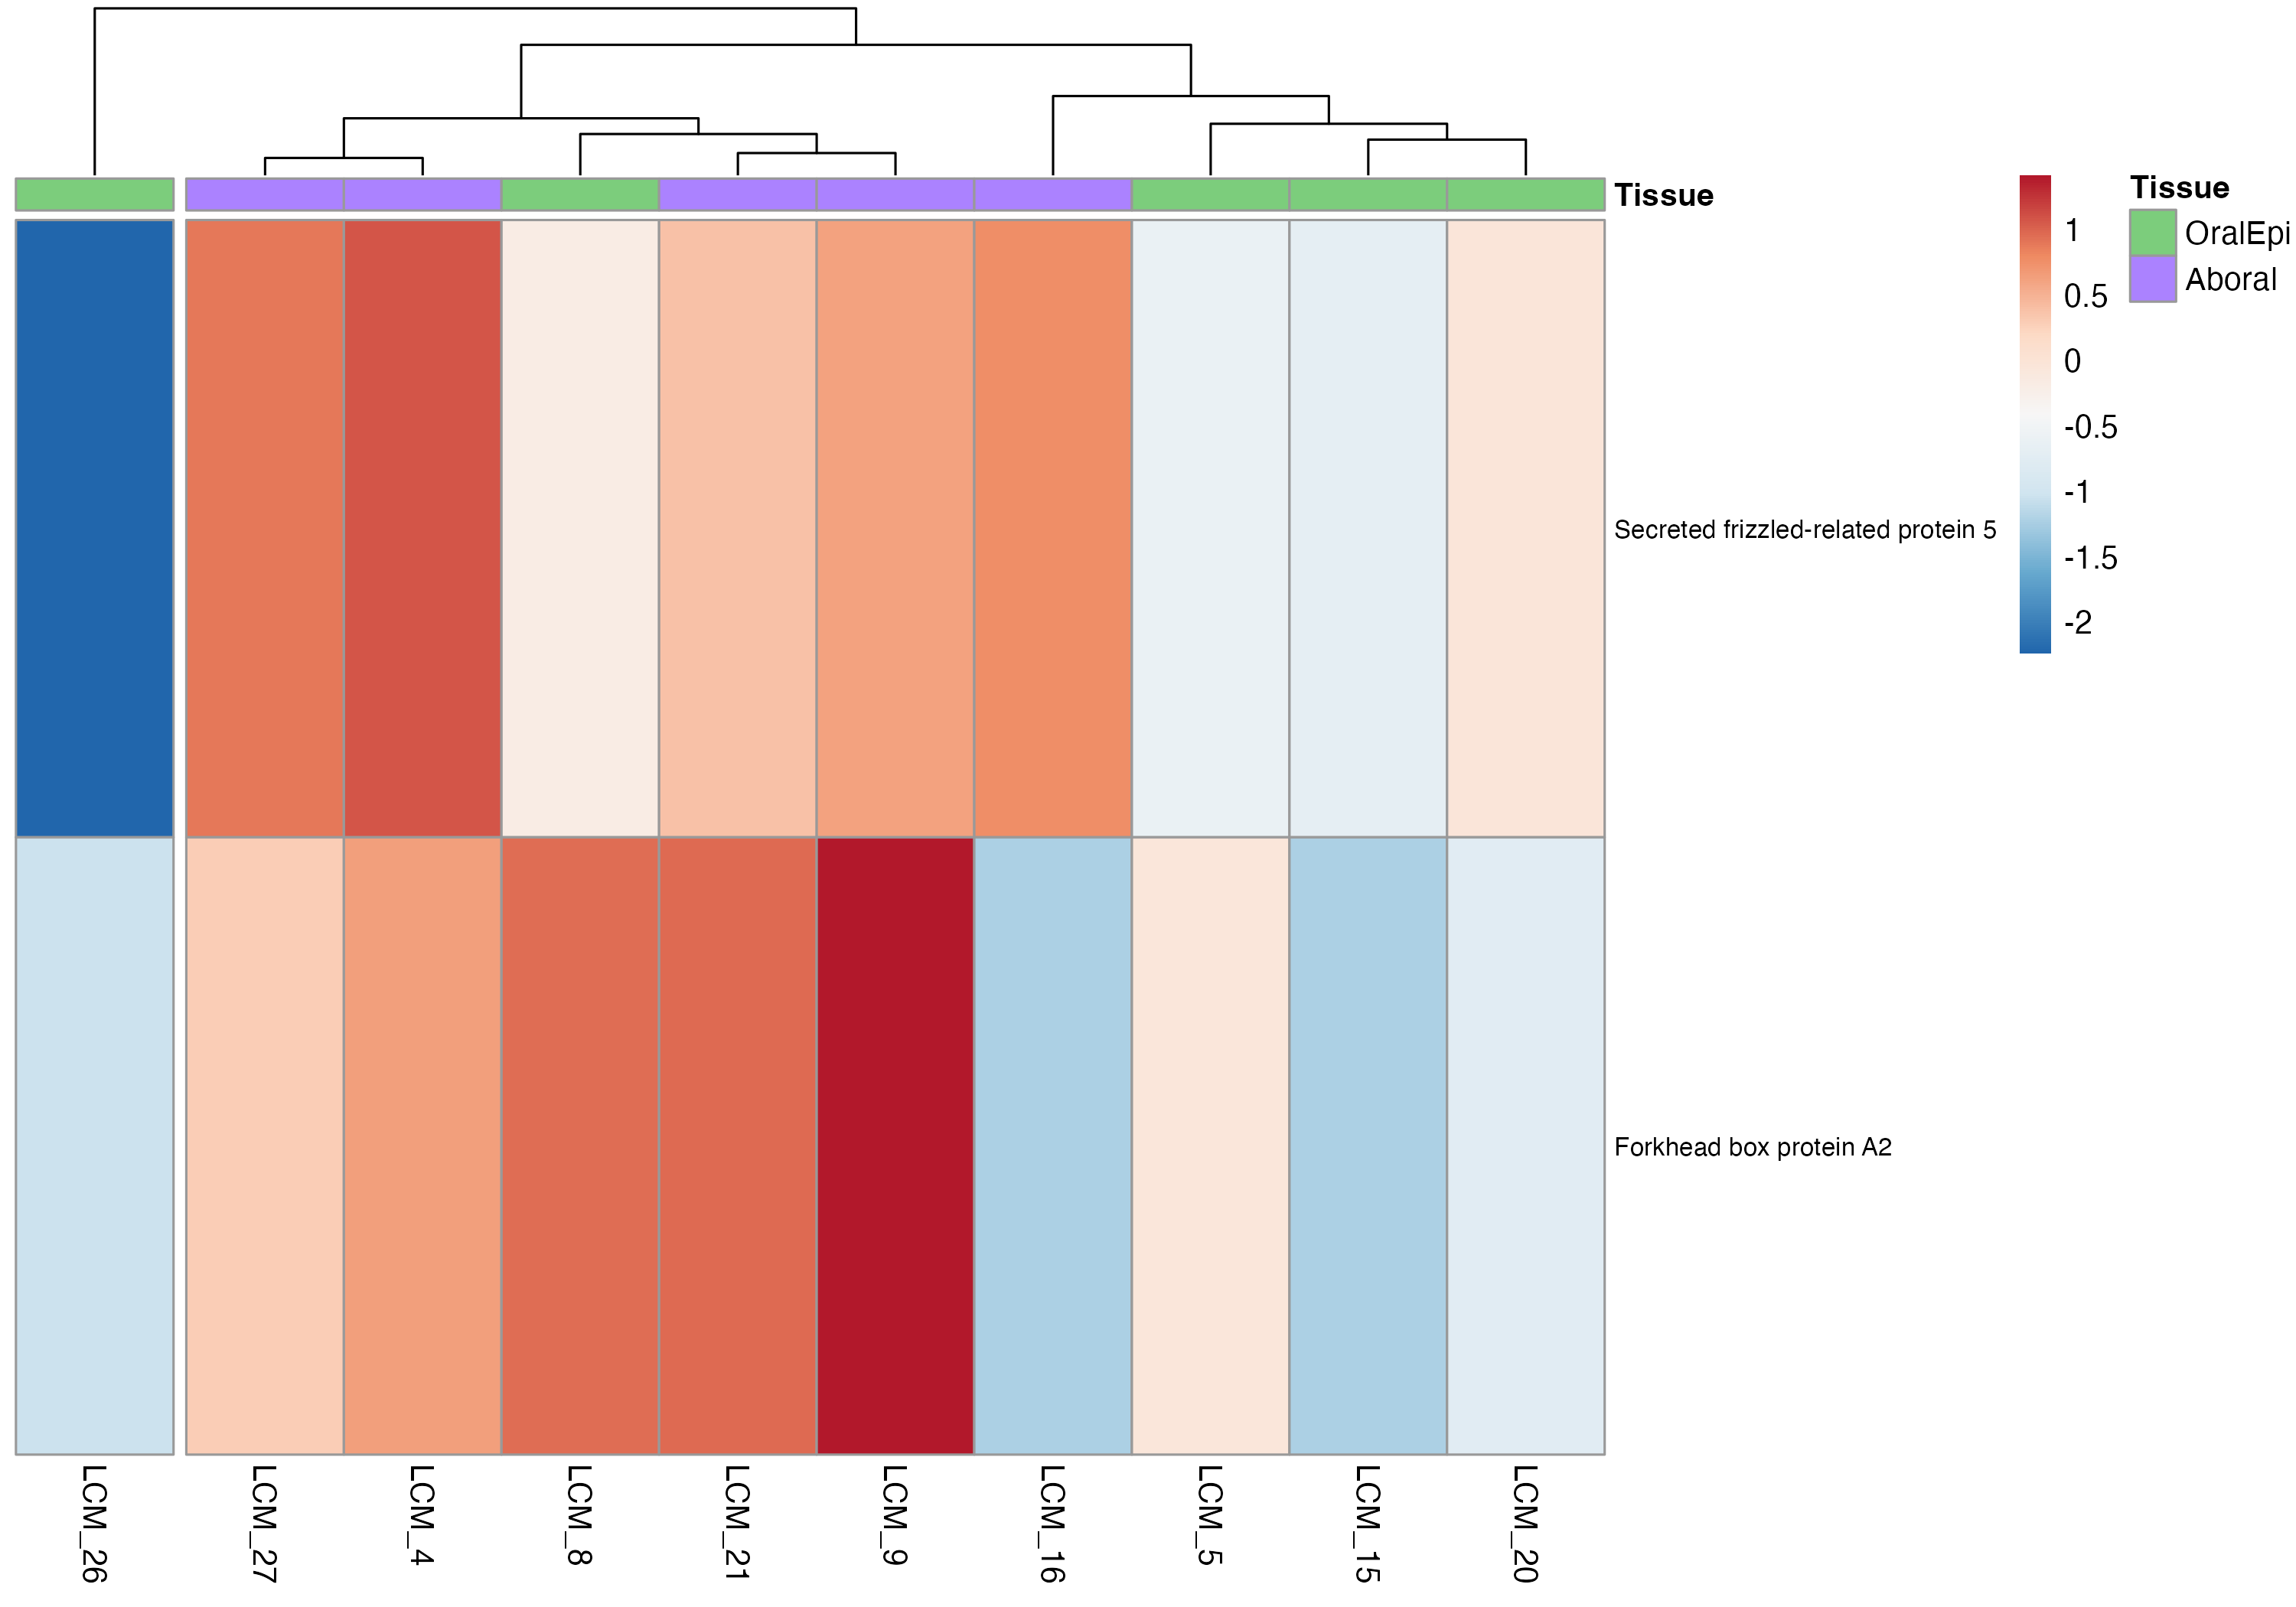 Tissue
Secreted frizzled-related protein 5
Forkhead box protein A2
LCM_26
LCM_27
LCM_4
LCM_8
LCM_21
LCM_9
LCM_16
LCM_5
LCM_15
LCM_20
1
0.5
0
-0.5
-1
-1.5
-2
Tissue
OralEpi
Aboral